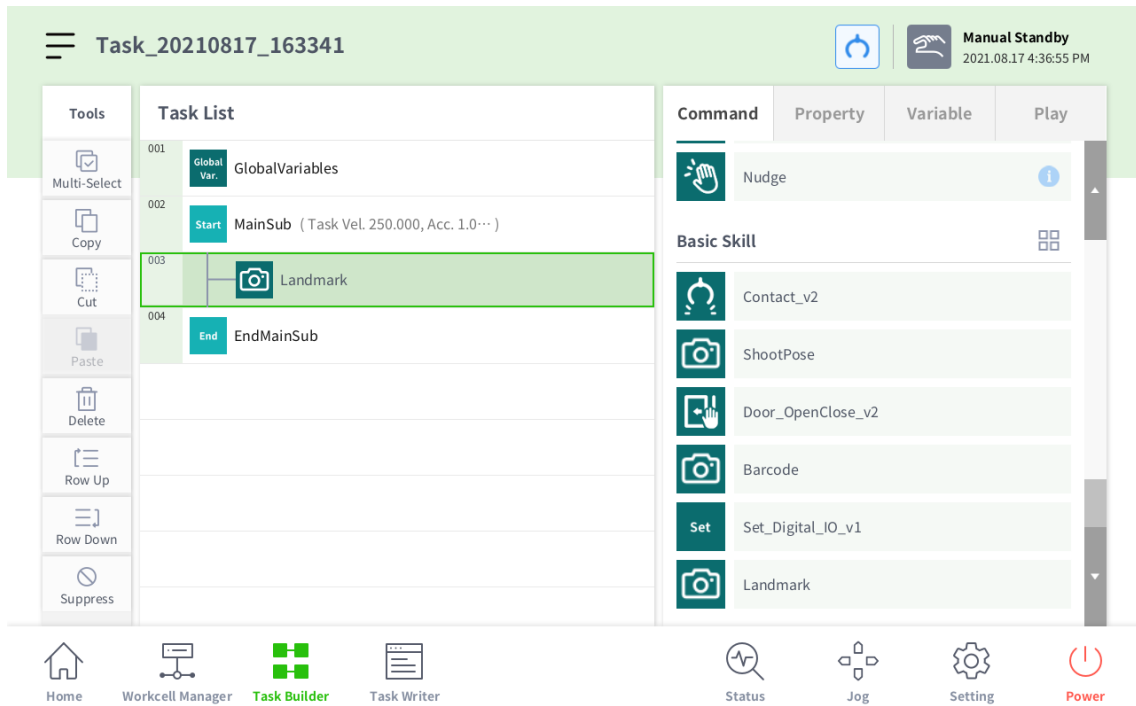 Task_20210817_163341
Manual Standby
2021.08.17 4:36:55 PM
Tools
Multi-Select
Copy
Cut
Paste
Delete
Row Up
Row Down
Suppress
Task List
001
Global
Var.
GlobalVariables
002
Start
MainSub ( Task Vel. 250.000, Acc. 1.0··· )
003
Landmark
004
End
EndMainSub
Command
Property
Variable
Play
Nudge
i
Basic Skill
Contact_v2
ShootPose
Door_OpenClose_v2
Barcode
Set
Set_Digital_IO_v1
Landmark
Home
Workcell Manager
Task Builder
Task Writer
Status
Jog
Setting
Power